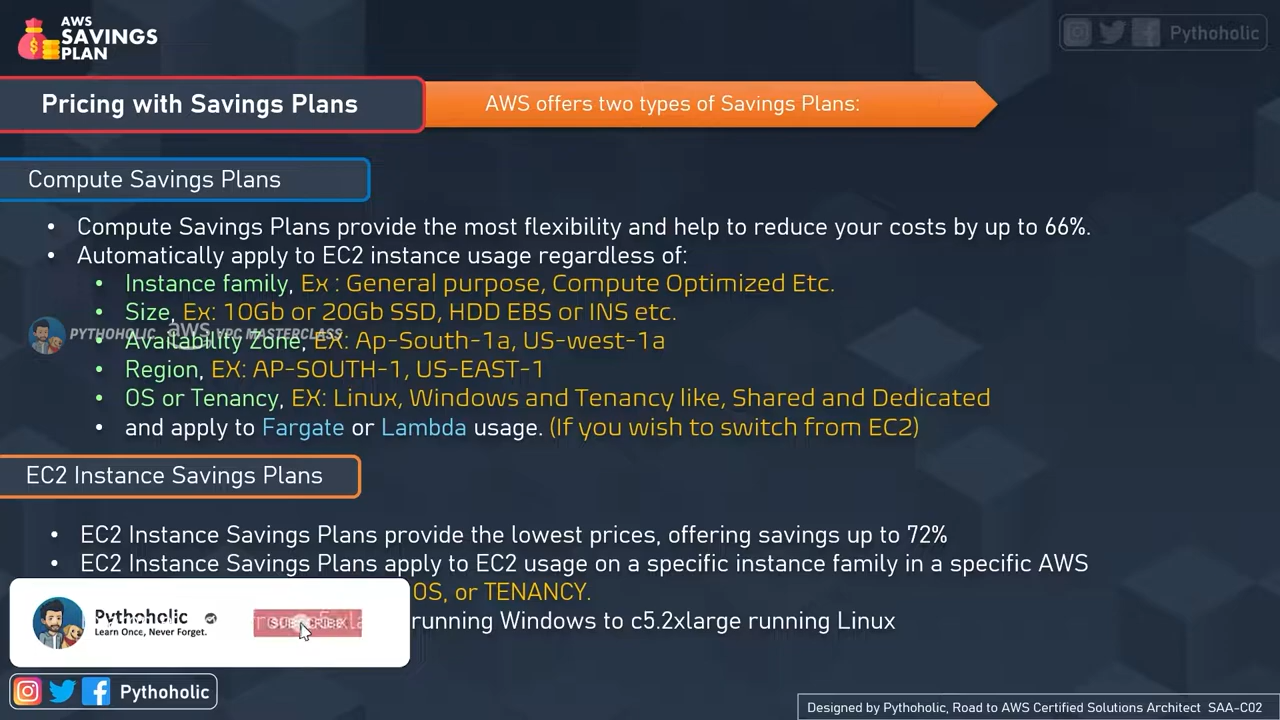 AWS
SAVINGS
PLAN
Pythoholic
Pricing with Savings Plans
AWS offers two types of Savings Plans:
Compute Savings Plans
• Compute Savings Plans provide the most flexibility and help to reduce your costs by up to 66%.
• Automatically apply to EC2 instance usage regardless of:
• Instance family, Ex : General purpose, Compute Optimized Etc.
• Size, Ex: 10Gb or 20Gb SSD, HDD EBS or INS etc.
PYTHOHOLIC aws VPC MASTERCLASS
• Availability Zone, EX: Ap-South-1a, US-west-1a
• Region, EX: AP-SOUTH-1, US-EAST-1
• OS or Tenancy, EX: Linux, Windows and Tenancy like, Shared and Dedicated
• and apply to Fargate or Lambda usage. (If you wish to switch from EC2)
EC2 Instance Savings Plans
• EC2 Instance Savings Plans provide the lowest prices, offering savings up to 72%
• EC2 Instance Savings Plans apply to EC2 usage on a specific instance family in a specific AWS
OS, or TENANCY.
running Windows to c5.2xlarge running Linux
Pythoholic
Learn Once, Never Forget.
SUBSCRIBE
Pythoholic
Designed by Pythoholic, Road to AWS Certified Solutions Architect SAA-C02